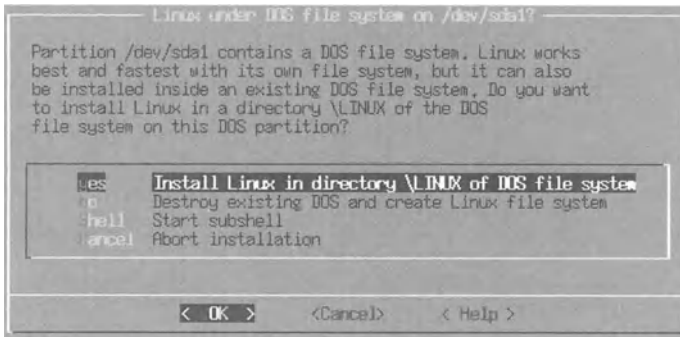 Linux under DOS file system on /dev/sda1?
Partition /dev/sda1 contains a DOS file system. Linux works
best and fastest with its own file system, but it can also
be installed inside an existing DOS file system. Do you want
to install Linux in a directory \LINUX of the DOS
file system on this DOS partition?
yes Install Linux in directory \LINUX of DOS file system
no Destroy existing DOS and create Linux file system
shell Start subshell
cancel Abort installation
< OK > <Cancel> < Help >